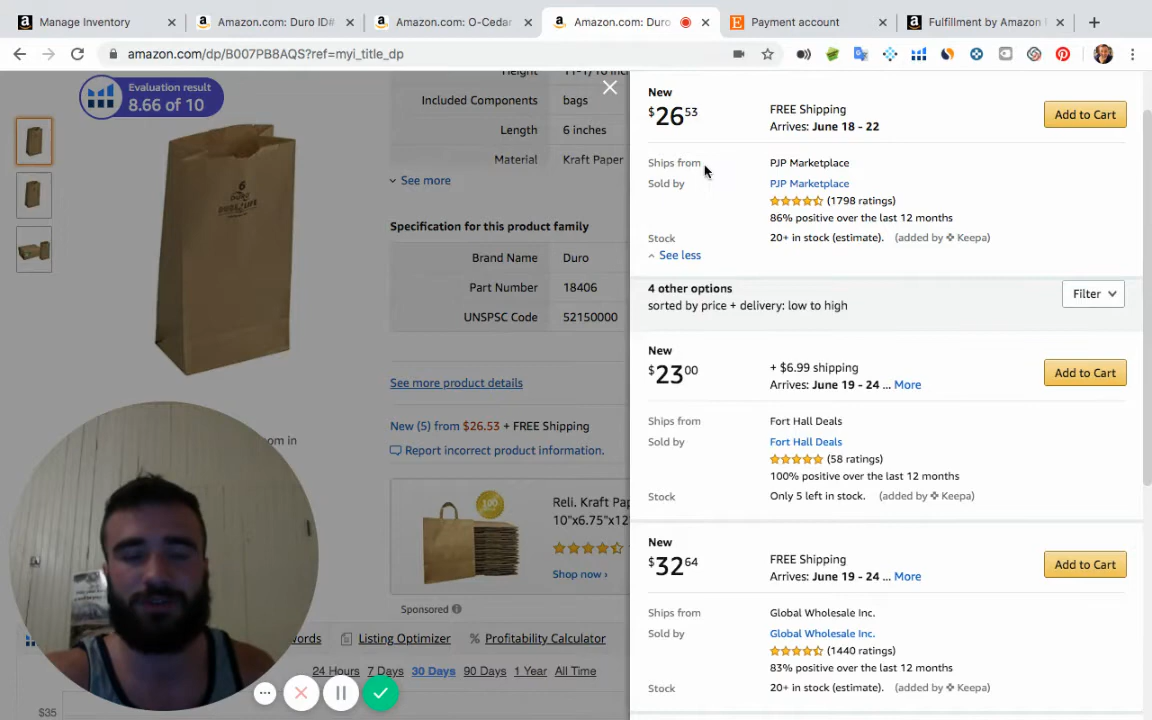 Manage Inventory
Amazon.com: Duro ID#
Amazon.com: O-Cedar
Amazon.com: Duro
Payment account
Fulfillment by Amazon
amazon.com/dp/B007PB8AQS?ref=myi_title_dp
Evaluation result
8.66 of 10
6
DURO
Included Components bags
Length 6 inches
Material Kraft Paper
See more
Specification for this product family
Brand Name Duro
Part Number 18406
UNSPSC Code 52150000
See more product details
New (5) from $26.53 + FREE Shipping
Report incorrect product information.
om in
100
Reli. Kraft Pap
10"x6.75"x12
Shop now ›
Sponsored
ords Listing Optimizer Profitability Calculator
24 Hours 7 Days 30 Days 90 Days 1 Year All Time
$35
New
$26 53
FREE Shipping
Arrives: June 18 - 22
Add to Cart
Ships from PJP Marketplace
Sold by PJP Marketplace
(1798 ratings)
86% positive over the last 12 months
Stock 20+ in stock (estimate). (added by Keepa)
See less
4 other options
sorted by price + delivery: low to high
Filter
New
$23 00
+ $6.99 shipping
Arrives: June 19 - 24 ... More
Add to Cart
Ships from Fort Hall Deals
Sold by Fort Hall Deals
(58 ratings)
100% positive over the last 12 months
Stock Only 5 left in stock. (added by Keepa)
New
$32 64
FREE Shipping
Arrives: June 19 - 24 ... More
Add to Cart
Ships from Global Wholesale Inc.
Sold by Global Wholesale Inc.
(1440 ratings)
83% positive over the last 12 months
Stock 20+ in stock (estimate). (added by Keepa)